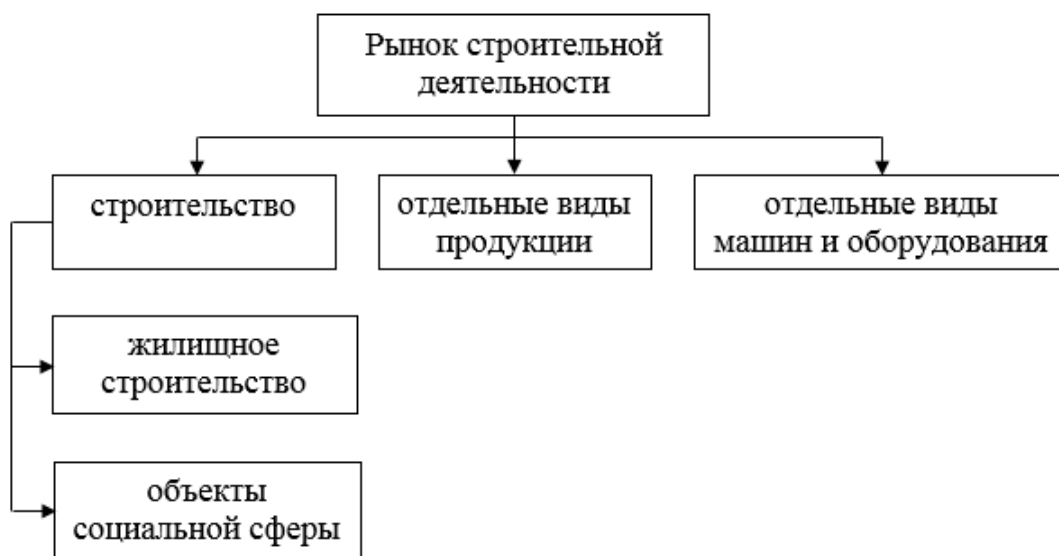 Рынок строительной
деятельности
строительство
отдельные виды
продукции
отдельные виды
машин и оборудования
жилищное
строительство
объекты
социальной сферы